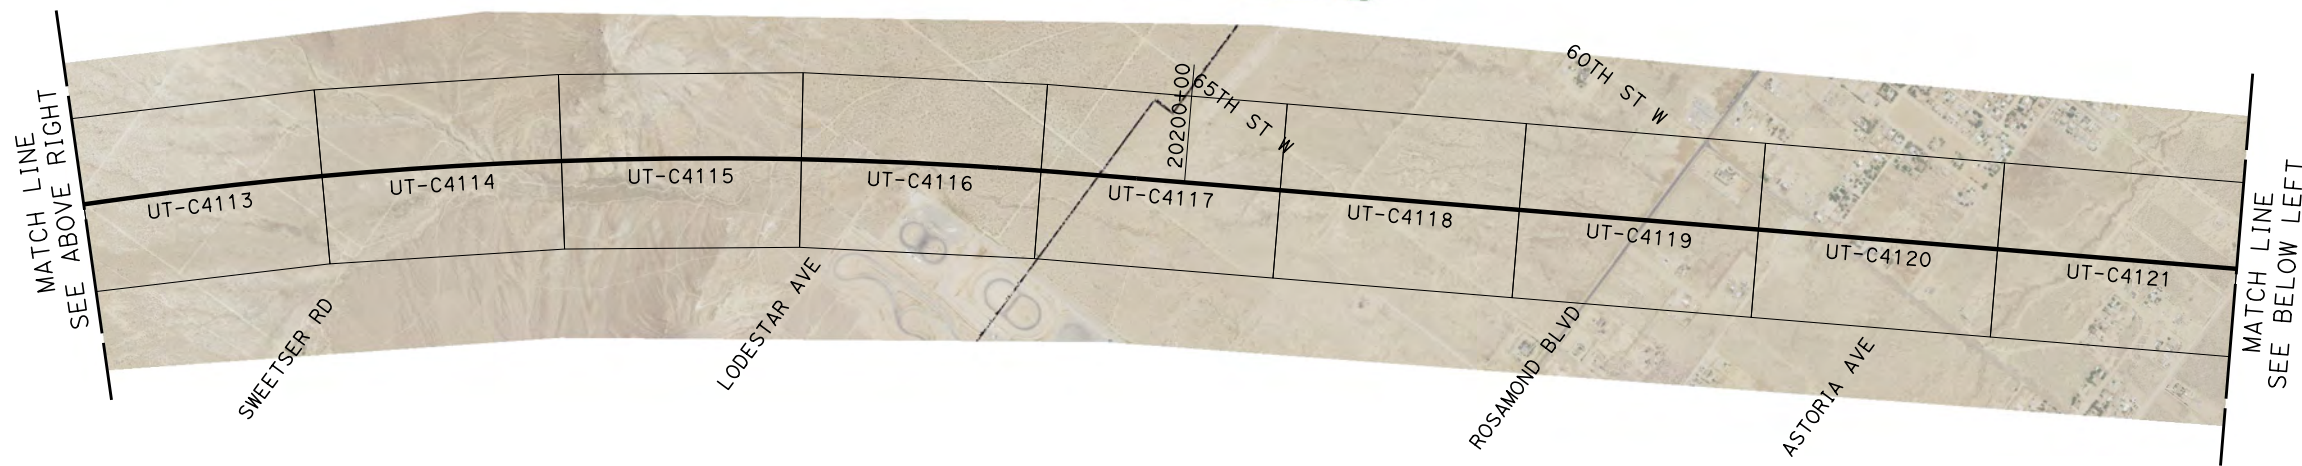 MATCH LINE
SEE ABOVE RIGHT
UT-C4113
UT-C4114
UT-C4115
UT-C4116
UT-C4117
UT-C4118
UT-C4119
UT-C4120
UT-C4121
20200+00
65TH ST W
60TH ST W
SWEETSER RD
LODESTAR AVE
ROSAMOND BLVD
ASTORIA AVE
MATCH LINE
SEE BELOW LEFT